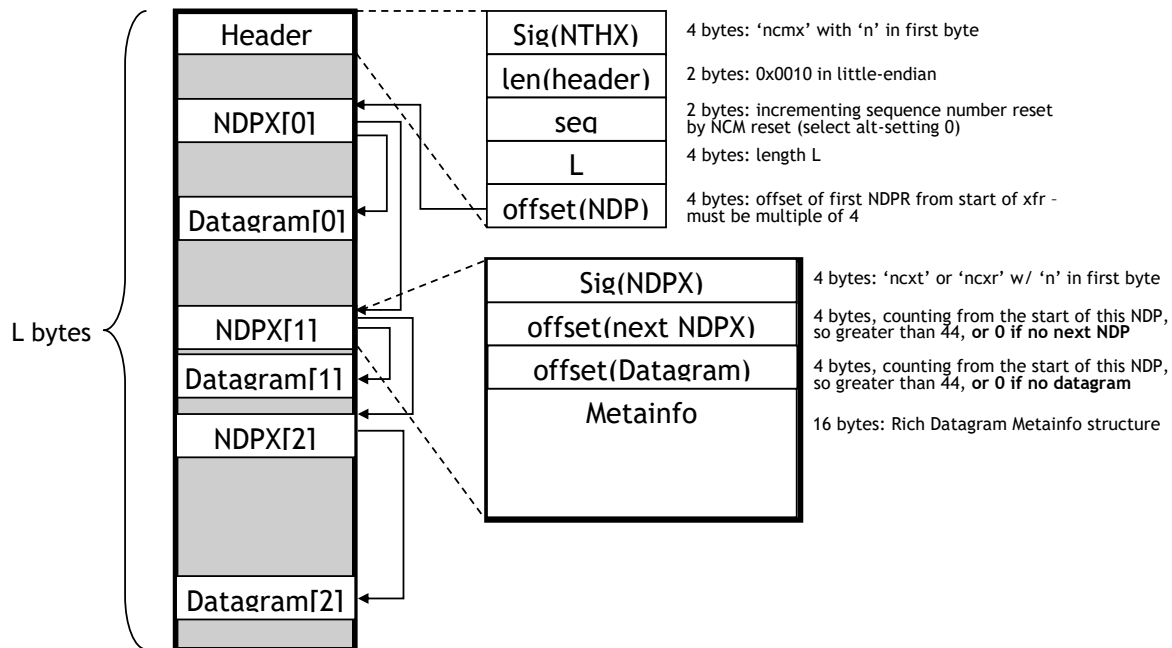 Header
NDPX[0]
Datagram[0]
NDPX[1]
Datagram[1]
NDPX[2]
Datagram[2]
L bytes
Sig(NTHX)
4 bytes: ‘ncmx’ with ‘n’ in first byte
len(header)
2 bytes: 0x0010 in little-endian
seq
2 bytes: incrementing sequence number reset
by NCM reset (select alt-setting 0)
L
4 bytes: length L
offset(NDP)
4 bytes: offset of first NDPR from start of xfr –
must be multiple of 4
Sig(NDPX)
4 bytes: ‘ncxt’ or ‘ncxr’ w/ ‘n’ in first byte
offset(next NDPX)
4 bytes, counting from the start of this NDP,
so greater than 44, or 0 if no next NDP
offset(Datagram)
4 bytes, counting from the start of this NDP,
so greater than 44, or 0 if no datagram
Metainfo
16 bytes: Rich Datagram Metainfo structure